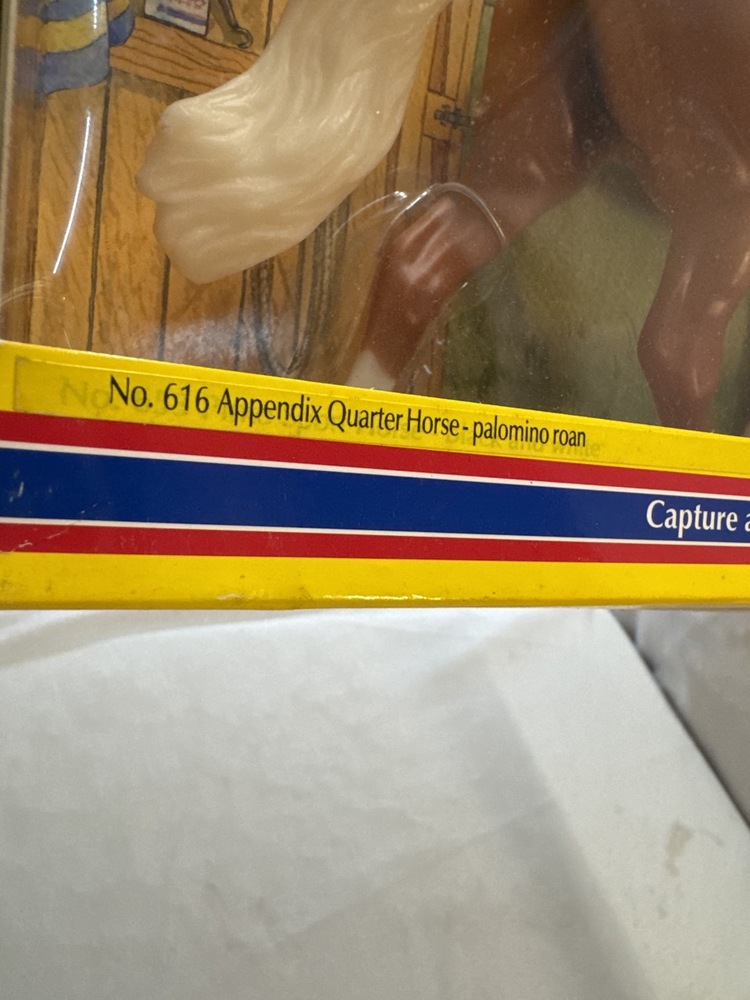 No. 616 Appendix Quarter Horse - palomino roan
Capture a